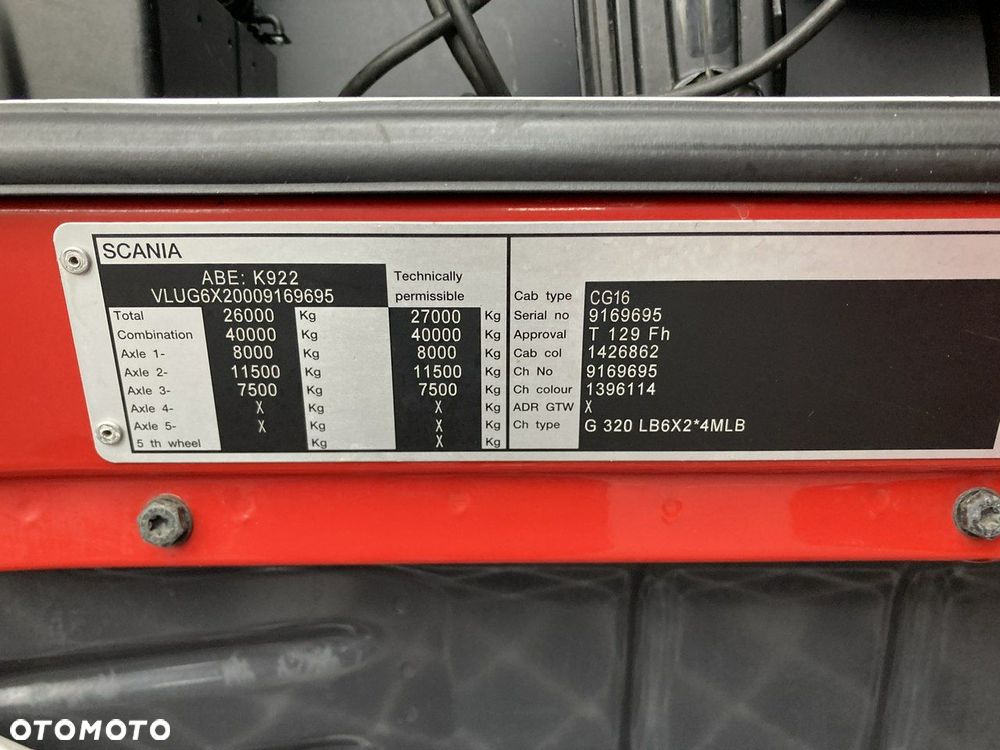 SCANIA
ABE: K922
VLUG6X20009169695
Technically
permissible
Total 26000 Kg 27000 Kg
Combination 40000 Kg 40000 Kg
Axle 1- 8000 Kg 8000 Kg
Axle 2- 11500 Kg 11500 Kg
Axle 3- 7500 Kg 7500 Kg
Axle 4- X Kg X Kg
Axle 5- X Kg X Kg
5 th wheel Kg X Kg
Cab type CG16
Serial no 9169695
Approval T 129 Fh
Cab col 1426862
Ch No 9169695
Ch colour 1396114
ADR GTW X
Ch type G 320 LB6X2*4MLB
OTOMOTO